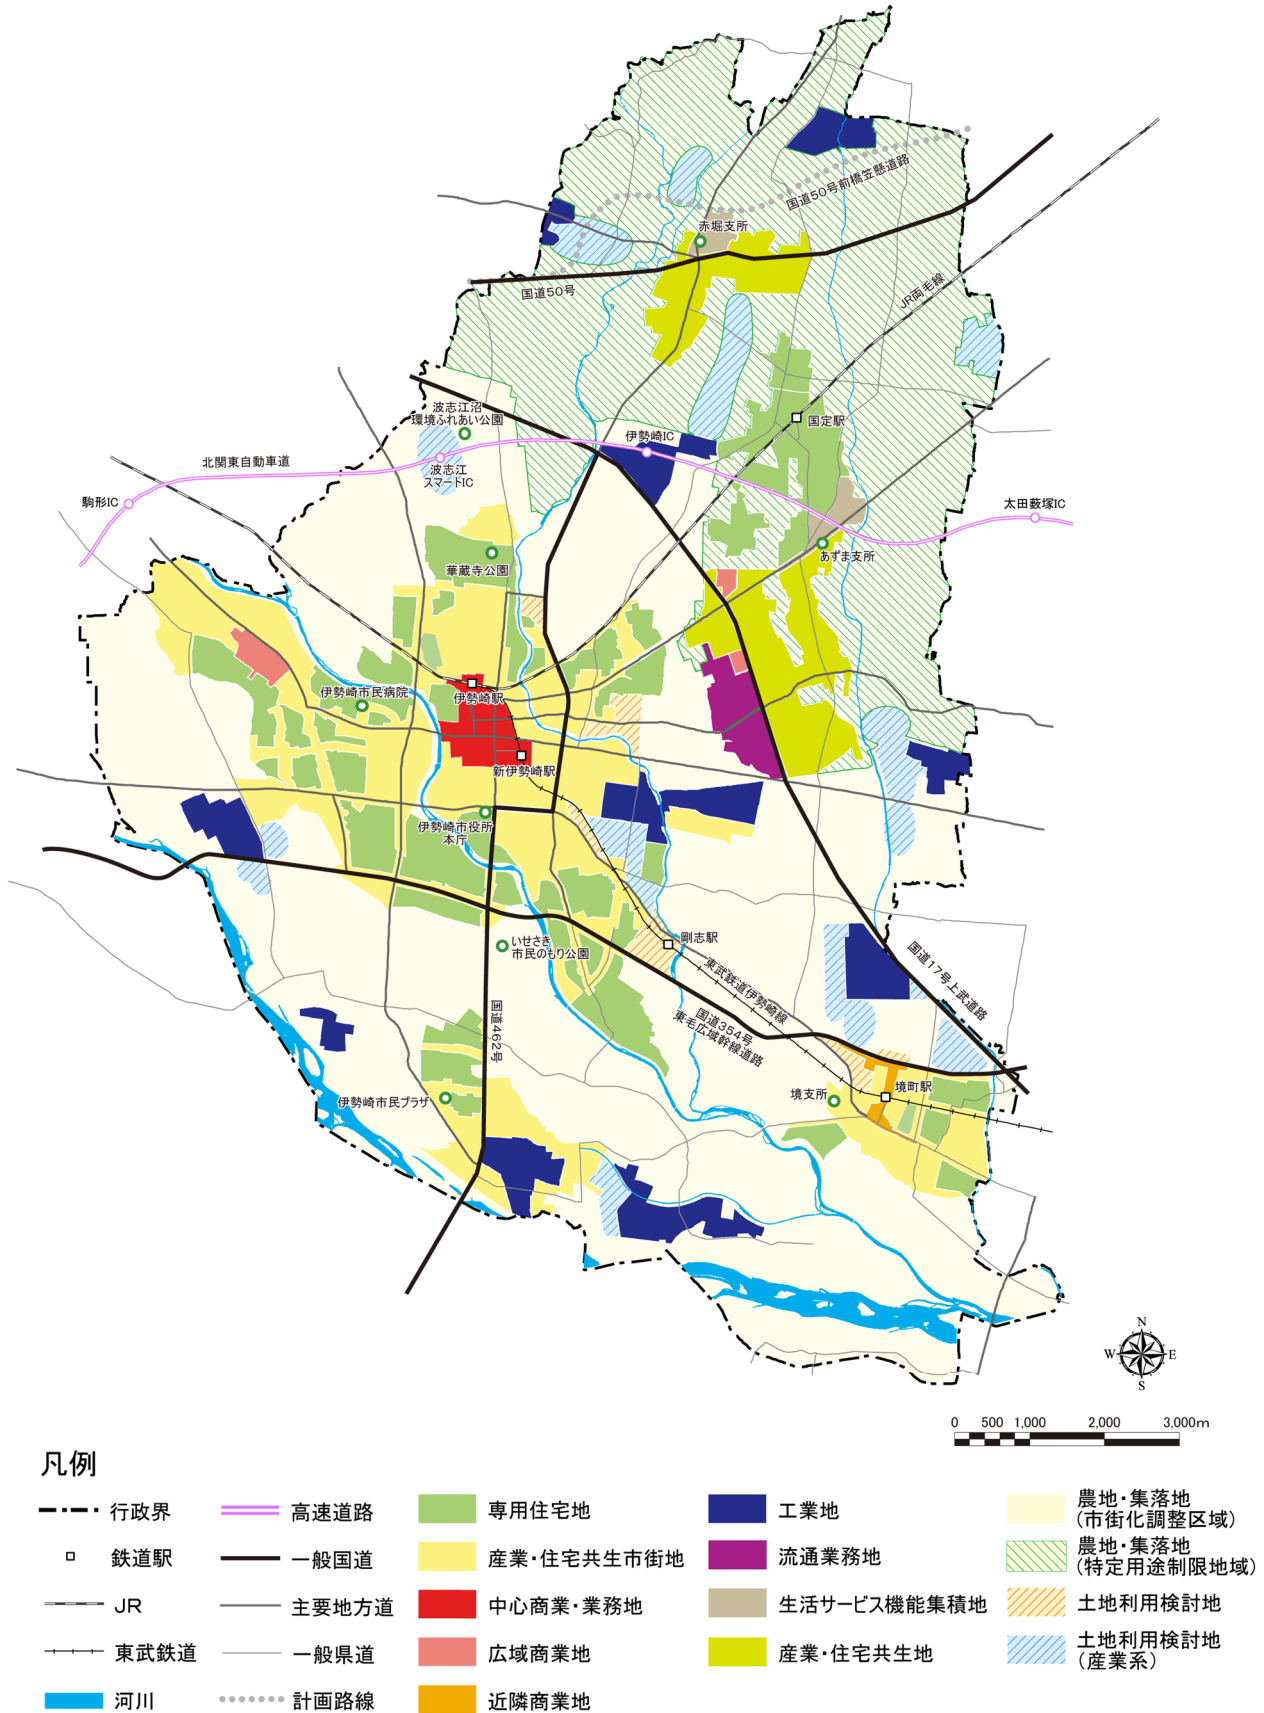 国道50号前橋笠懸道路
赤堀支所
国道50号
JR両毛線
波志江沼
環境ふれあい公園
国定駅
伊勢崎IC
北関東自動車道
波志江
スマートIC
駒形IC
太田藪塚IC
あずま支所
華蔵寺公園
伊勢崎市民病院
伊勢崎駅
新伊勢崎駅
伊勢崎市役所
本庁
いせさき
市民のもり公園
剛志駅
東武鉄道伊勢崎線
国道17号上武道路
国道354号
東毛広域幹線道路
国道462号
境町駅
境支所
伊勢崎市民プラザ
N
W
E
S
0 500 1,000 2,000 3,000m
凡例
行政界
鉄道駅
JR
東武鉄道
河川
高速道路
一般国道
主要地方道
一般県道
計画路線
専用住宅地
産業・住宅共生市街地
中心商業・業務地
広域商業地
近隣商業地
工業地
流通業務地
生活サービス機能集積地
産業・住宅共生地
農地・集落地
(市街化調整区域)
農地・集落地
(特定用途制限地域)
土地利用検討地
土地利用検討地
(産業系)